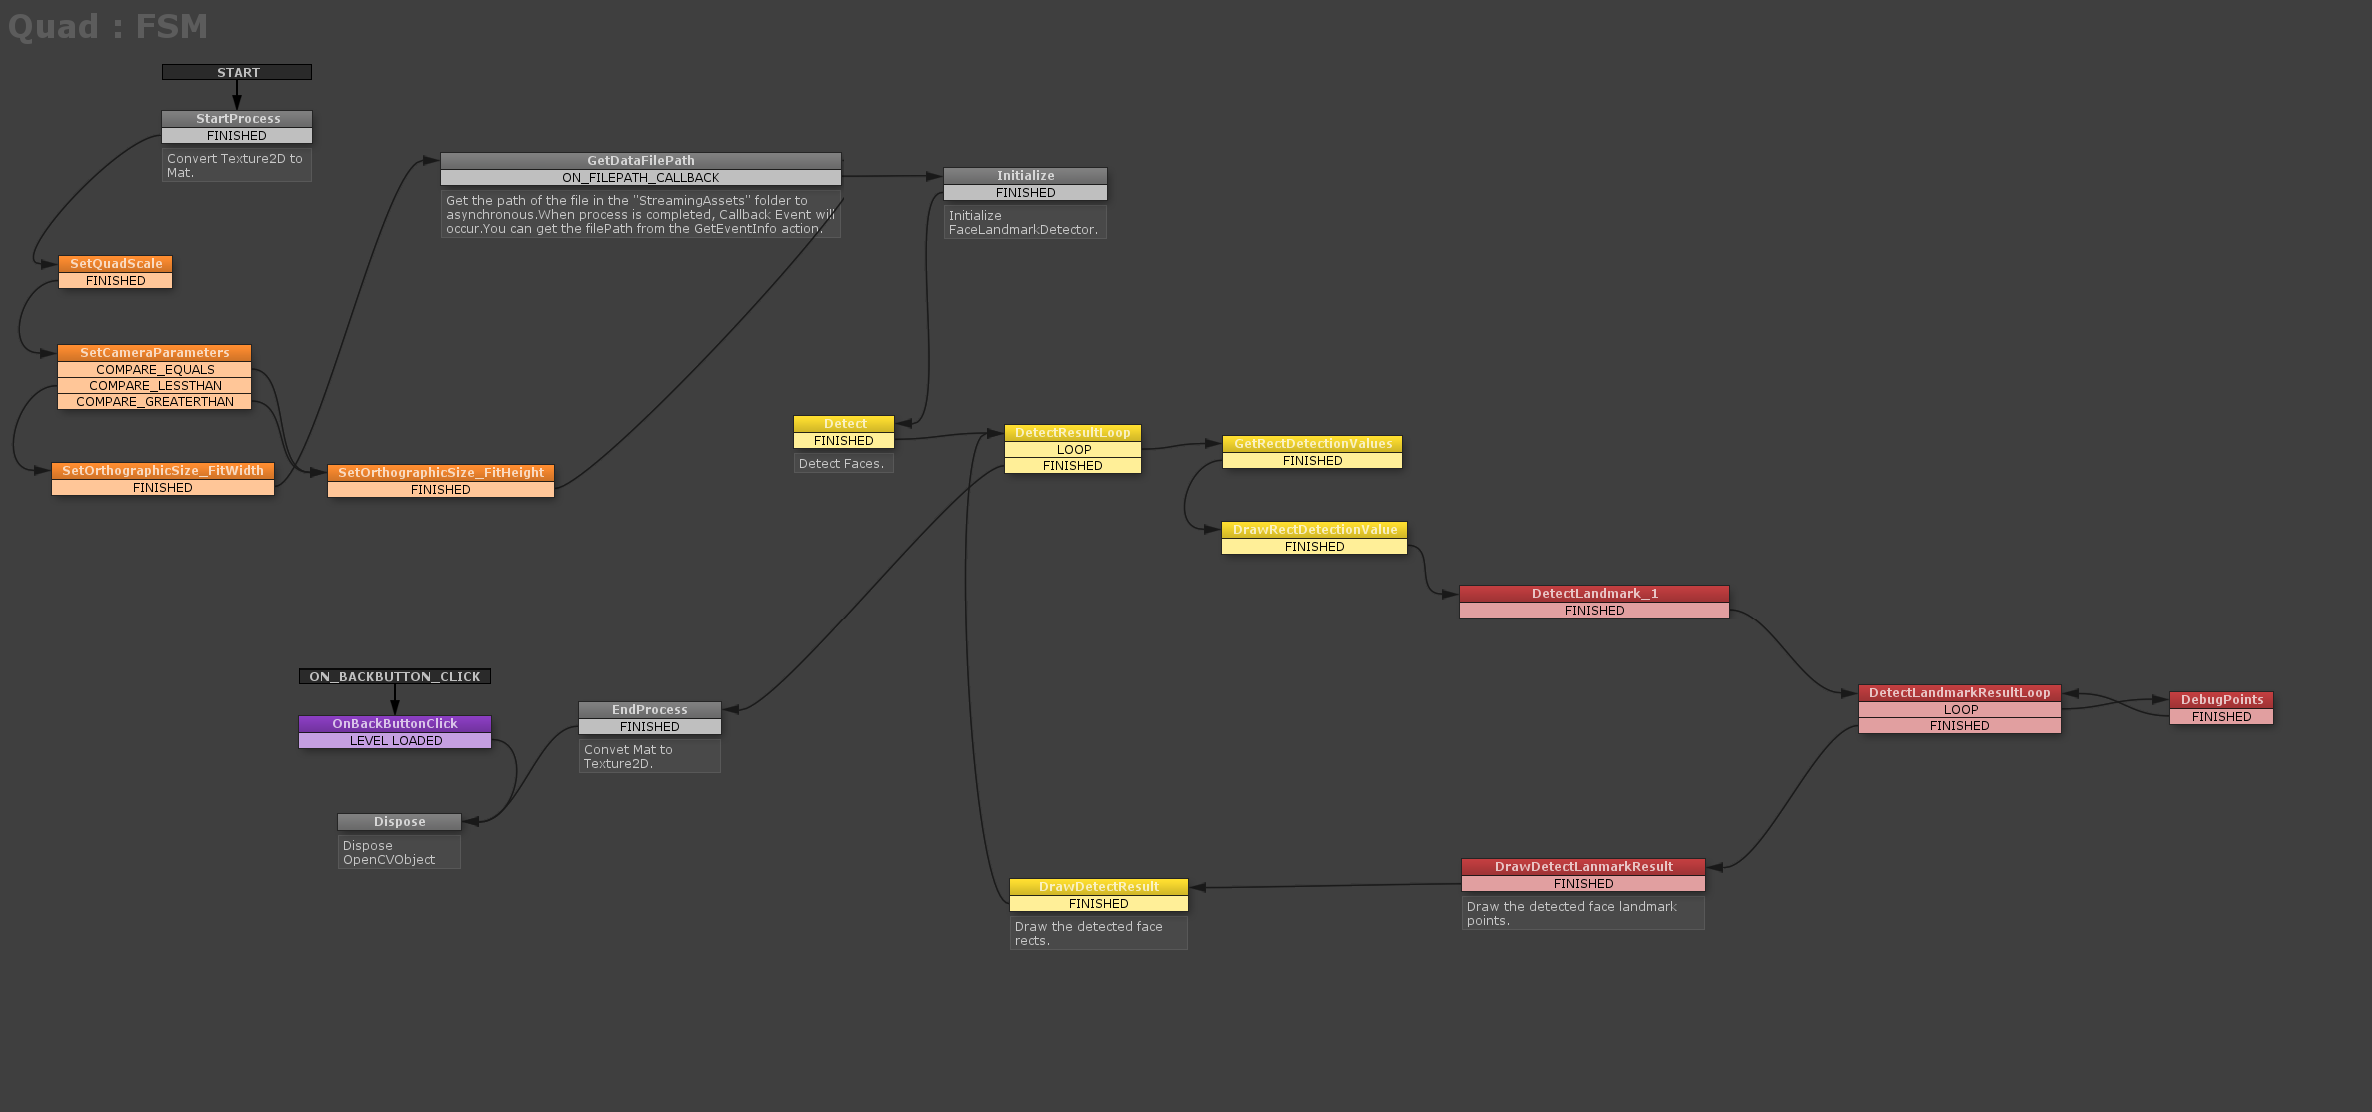 Quad : FSM
START
StartProcess
FINISHED
Convert Texture2D to
Mat.
GetDataFilePath
ON_FILEPATH_CALLBACK
Get the path of the file in the "StreamingAssets" folder to
asynchronous.When process is completed, Callback Event will
occur.You can get the filePath from the GetEventInfo action.
Initialize
FINISHED
Initialize
FaceLandmarkDetector.
SetQuadScale
FINISHED
SetCameraParameters
COMPARE_EQUALS
COMPARE_LESSTHAN
COMPARE_GREATERTHAN
SetOrthographicSize_FitWidth
FINISHED
SetOrthographicSize_FitHeight
FINISHED
Detect
FINISHED
Detect Faces.
DetectResultLoop
LOOP
FINISHED
GetRectDetectionValues
FINISHED
DrawRectDetectionValue
FINISHED
DetectLandmark_1
FINISHED
DetectLandmarkResultLoop
LOOP
FINISHED
DebugPoints
FINISHED
ON_BACKBUTTON_CLICK
OnBackButtonClick
LEVEL LOADED
EndProcess
FINISHED
Convet Mat to
Texture2D.
Dispose
Dispose
OpenCVObject
DrawDetectResult
FINISHED
Draw the detected face
rects.
DrawDetectLanmarkResult
FINISHED
Draw the detected face landmark
points.